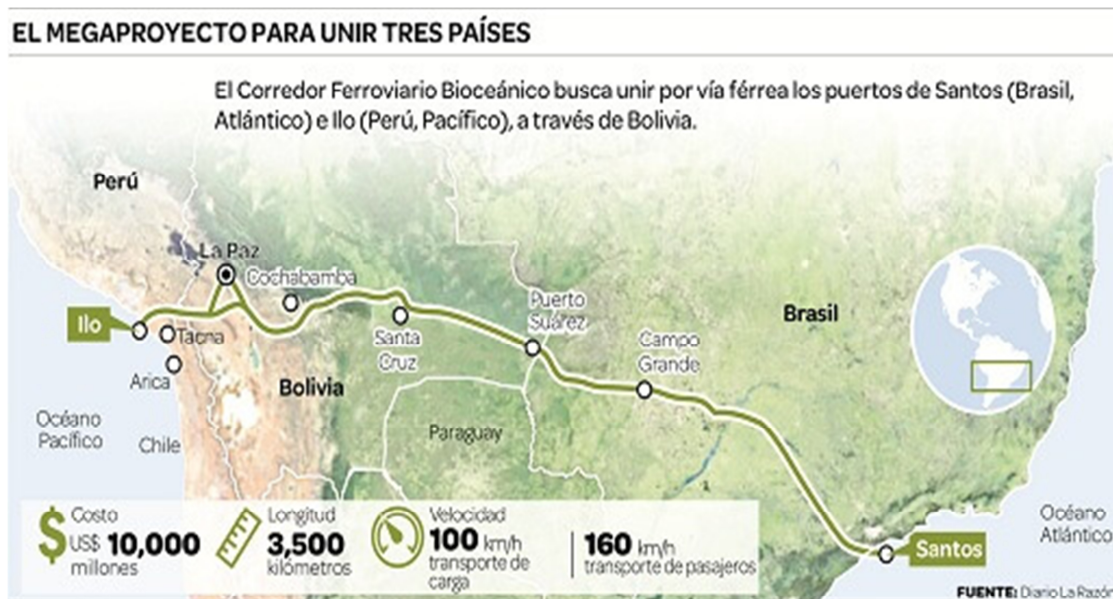 EL MEGAPROYECTO PARA UNIR TRES PAÍSES
El Corredor Ferroviario Bioceánico busca unir por vía férrea los puertos de Santos (Brasil,
Atlántico) e Ilo (Perú, Pacífico), a través de Bolivia.
Perú
La Paz
Cochabamba
Ilo
Tacna
Arica
Santa
Cruz
Puerto
Suárez
Campo
Grande
Brasil
Bolivia
Océano
Pacífico
Chile
Paraguay
Océano
Atlántico
Santos
$ Costo
US$ 10,000
millones
Longitud
3,500
kilómetros
Velocidad
100 km/h
transporte de
carga
160 km/h
transporte de pasajeros
FUENTE: Diario La Razón